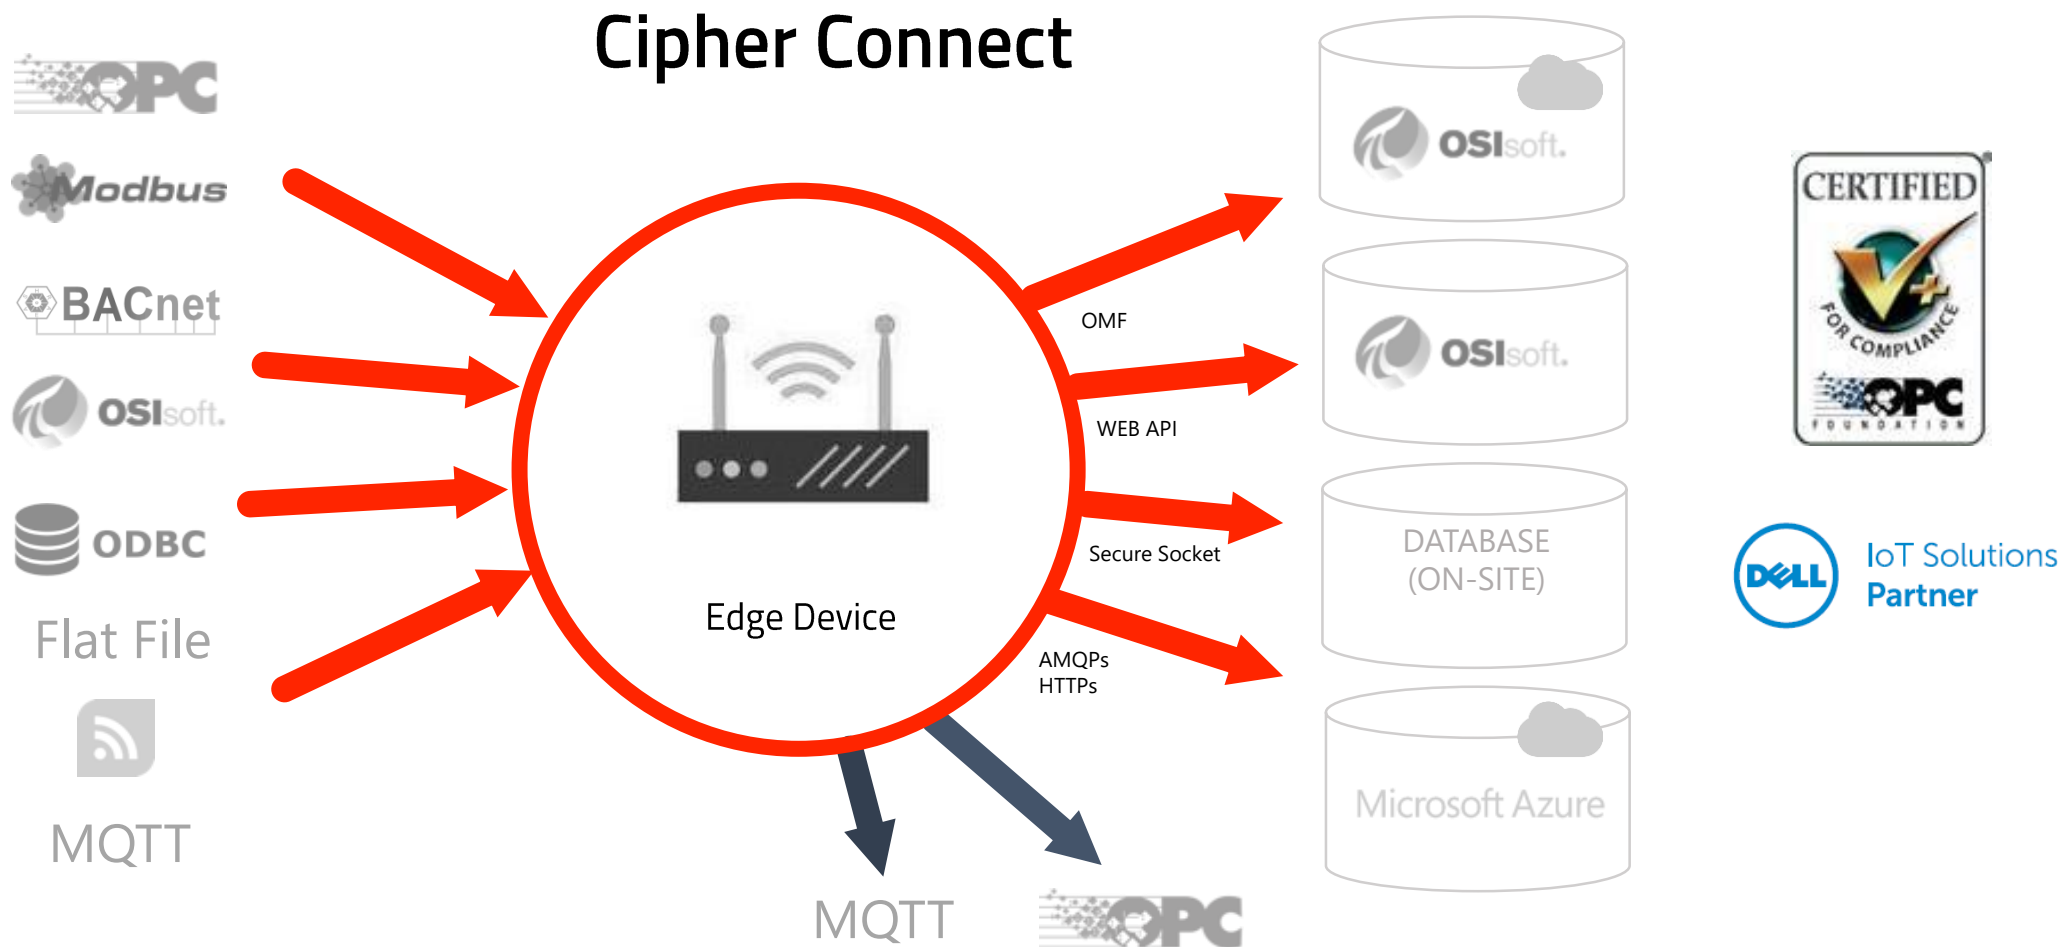 Cipher Connect
OPC
Modbus
BACnet
OSIsoft.
ODBC
Flat File
MQTT
Edge Device
OMF
WEB API
Secure Socket
AMQPs
HTTPs
MQTT
OPC
OSIsoft.
OSIsoft.
DATABASE
(ON-SITE)
Microsoft Azure
CERTIFIED
V+
FOR COMPLIANCE
OPC
FOUNDATION
DELL
IoT Solutions
Partner